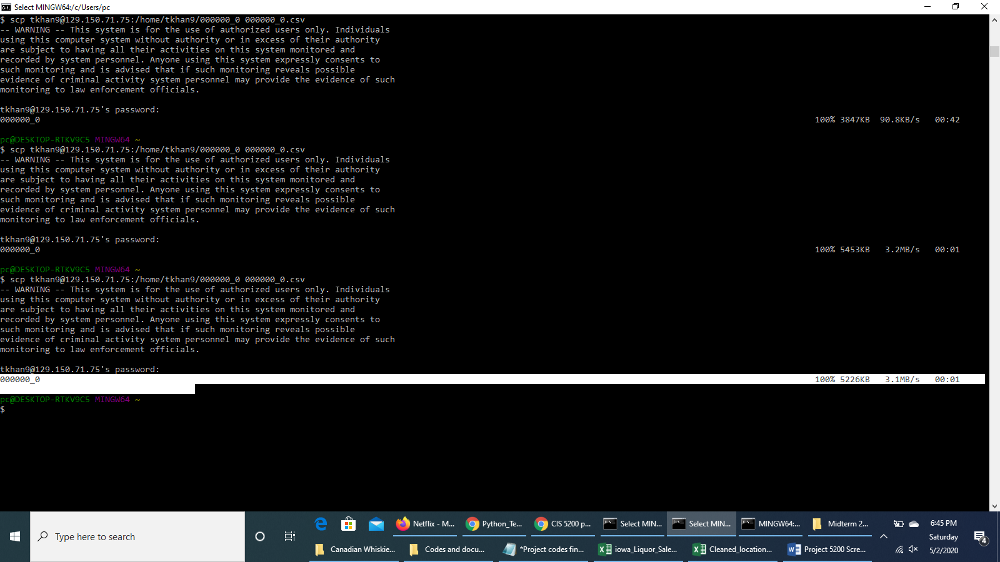 Select MINGW64:/c/Users/pc
$ scp tkhan9@129.150.71.75:/home/tkhan9/000000_0 000000_0.csv
-- WARNING -- This system is for the use of authorized users only. Individuals
using this computer system without authority or in excess of their authority
are subject to having all their activities on this system monitored and
recorded by system personnel. Anyone using this system expressly consents to
such monitoring and is advised that if such monitoring reveals possible
evidence of criminal activity system personnel may provide the evidence of such
monitoring to law enforcement officials.
tkhan9@129.150.71.75's password:
000000_0 100% 3847KB 90.8KB/s 00:42
pc@DESKTOP-RTKV9C5 MINGW64 ~
$ scp tkhan9@129.150.71.75:/home/tkhan9/000000_0 000000_0.csv
-- WARNING -- This system is for the use of authorized users only. Individuals
using this computer system without authority or in excess of their authority
are subject to having all their activities on this system monitored and
recorded by system personnel. Anyone using this system expressly consents to
such monitoring and is advised that if such monitoring reveals possible
evidence of criminal activity system personnel may provide the evidence of such
monitoring to law enforcement officials.
tkhan9@129.150.71.75's password:
000000_0 100% 5453KB 3.2MB/s 00:01
pc@DESKTOP-RTKV9C5 MINGW64 ~
$ scp tkhan9@129.150.71.75:/home/tkhan9/000000_0 000000_0.csv
-- WARNING -- This system is for the use of authorized users only. Individuals
using this computer system without authority or in excess of their authority
are subject to having all their activities on this system monitored and
recorded by system personnel. Anyone using this system expressly consents to
such monitoring and is advised that if such monitoring reveals possible
evidence of criminal activity system personnel may provide the evidence of such
monitoring to law enforcement officials.
tkhan9@129.150.71.75's password:
000000_0 100% 5226KB 3.1MB/s 00:01
pc@DESKTOP-RTKV9C5 MINGW64 ~
$
Type here to search
Netflix - M... Python_Te... CIS 5200 p... Select MIN... Select MIN... MINGW64:... Midterm 2...
Canadian Whiskie... Codes and docu... *Project codes fin... iowa_Liquor_Sale... Cleaned_location... Project 5200 Scre...
6:45 PM
Saturday
5/2/2020
4